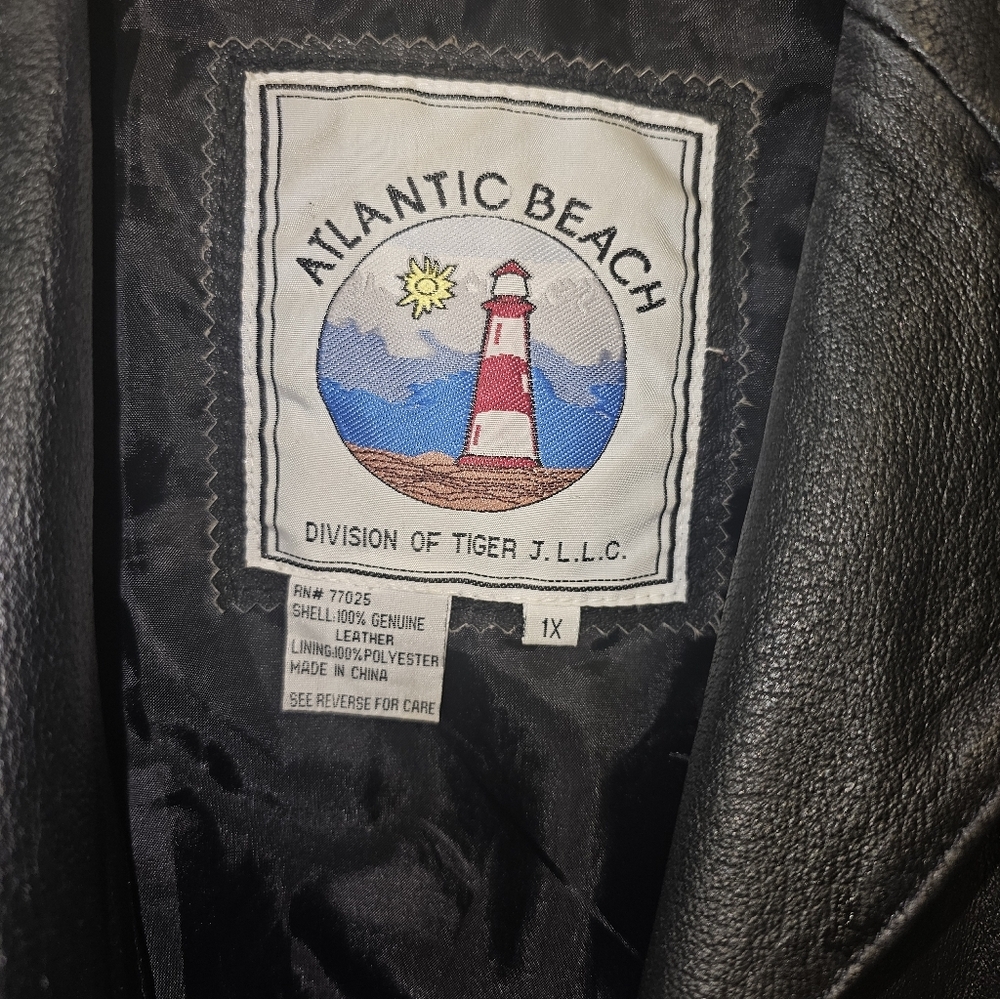 ATLANTIC BEACH
DIVISION OF TIGER J. L.L.C.
RN# 77025
SHELL:100% GENUINE
LEATHER
LINING:100%POLYESTER
MADE IN CHINA
SEE REVERSE FOR CARE
1X